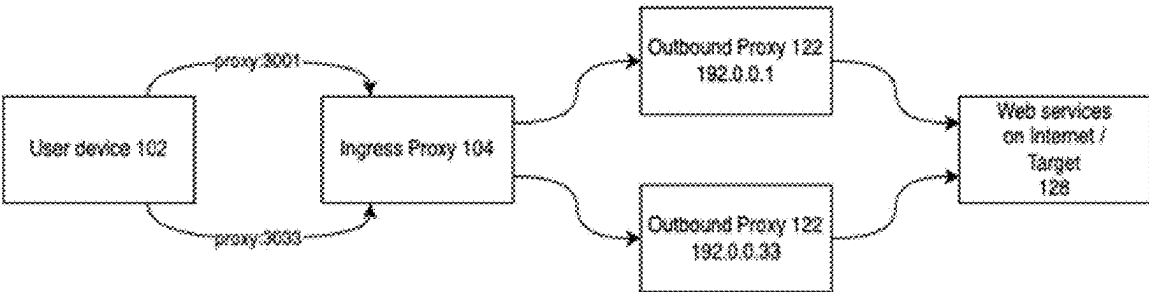 proxy:3001
User device 102
proxy:3033
Ingress Proxy 104
Outbound Proxy 122
192.0.0.1
Outbound Proxy 122
192.0.0.33
Web services
on Internet /
Target
128